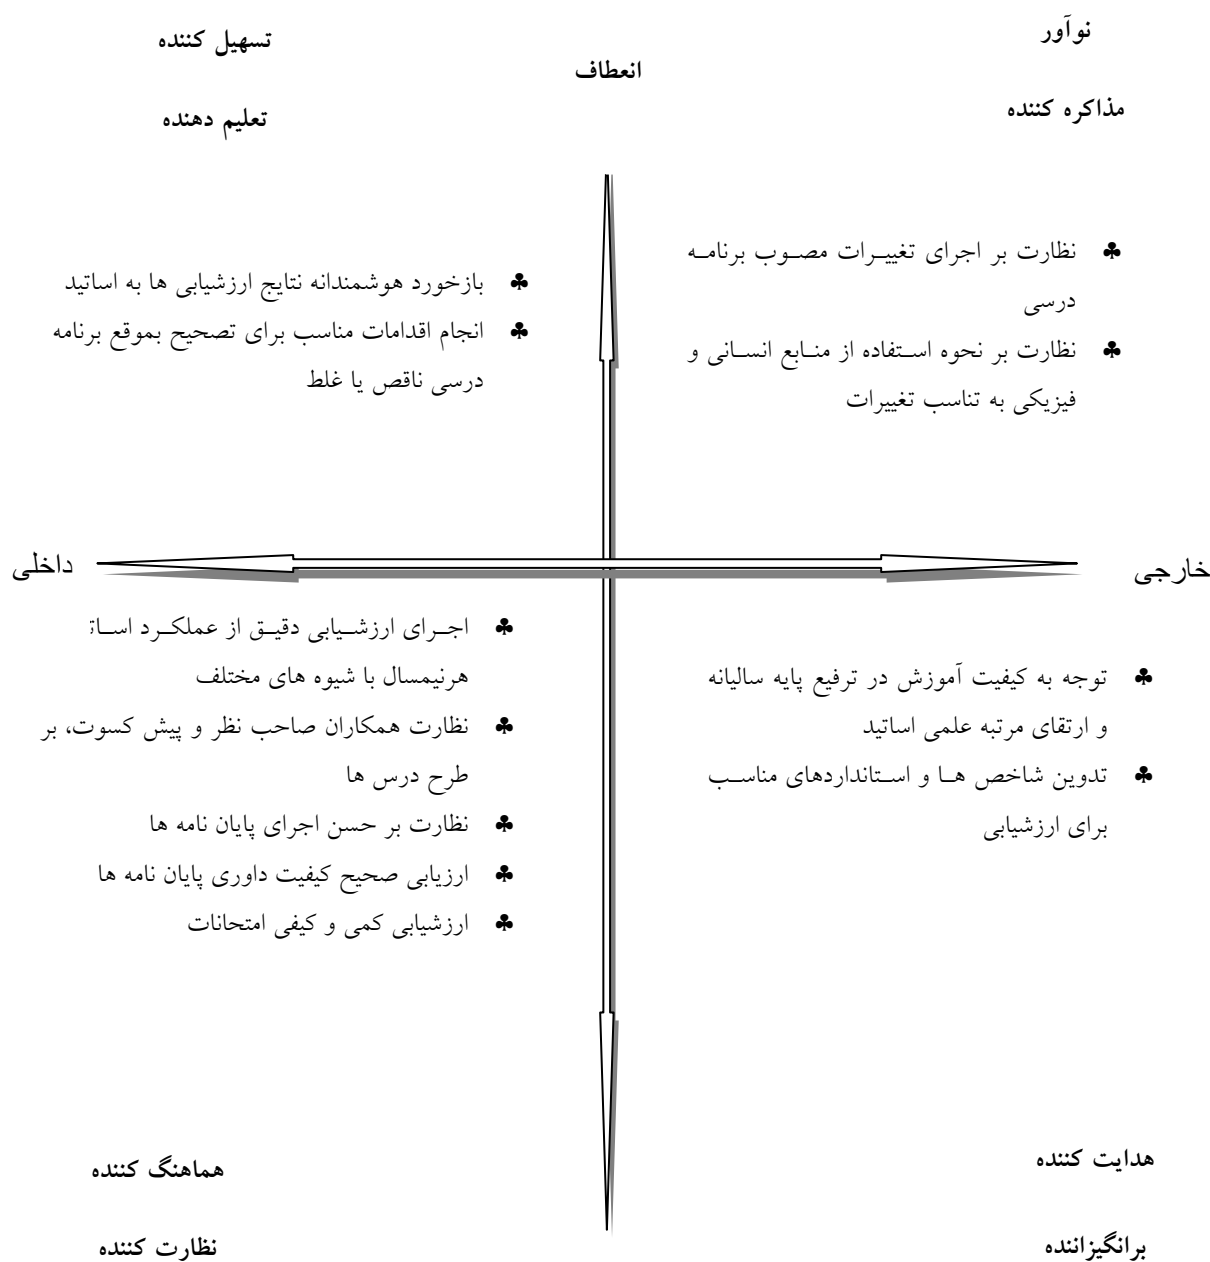 نوآور
تسهیل کننده
انعطاف
مذاکره کننده
تعلیم دهنده
♣ نظارت بر اجرای تغییرات مصوب برنامه
درسی
♣ نظارت بر نحوه استفاده از منابع انسانی و
فیزیکی به تناسب تغییرات
♣ بازخورد هوشمندانه نتایج ارزشیابی ها به اساتید
♣ انجام اقدامات مناسب برای تصحیح بموقع برنامه
درسی ناقص یا غلط
خارجی
داخلی
♣ توجه به کیفیت آموزش در ترفیع پایه سالیانه
و ارتقای مرتبه علمی اساتید
♣ تدوین شاخص ها و استانداردهای مناسب
برای ارزشیابی
♣ اجرای ارزشیابی دقیق از عملکرد
هرنیمسال با شیوه های مختلف
♣ نظارت همکاران صاحب نظر و پیش کسوت، بر
طرح درس ها
♣ نظارت بر حسن اجرای پایان نامه ها
♣ ارزیابی صحیح کیفیت داوری پایان نامه ها
♣ ارزشیابی کمی و کیفی امتحانات
هدایت کننده
هماهنگ کننده
برانگیزاننده
نظارت کننده